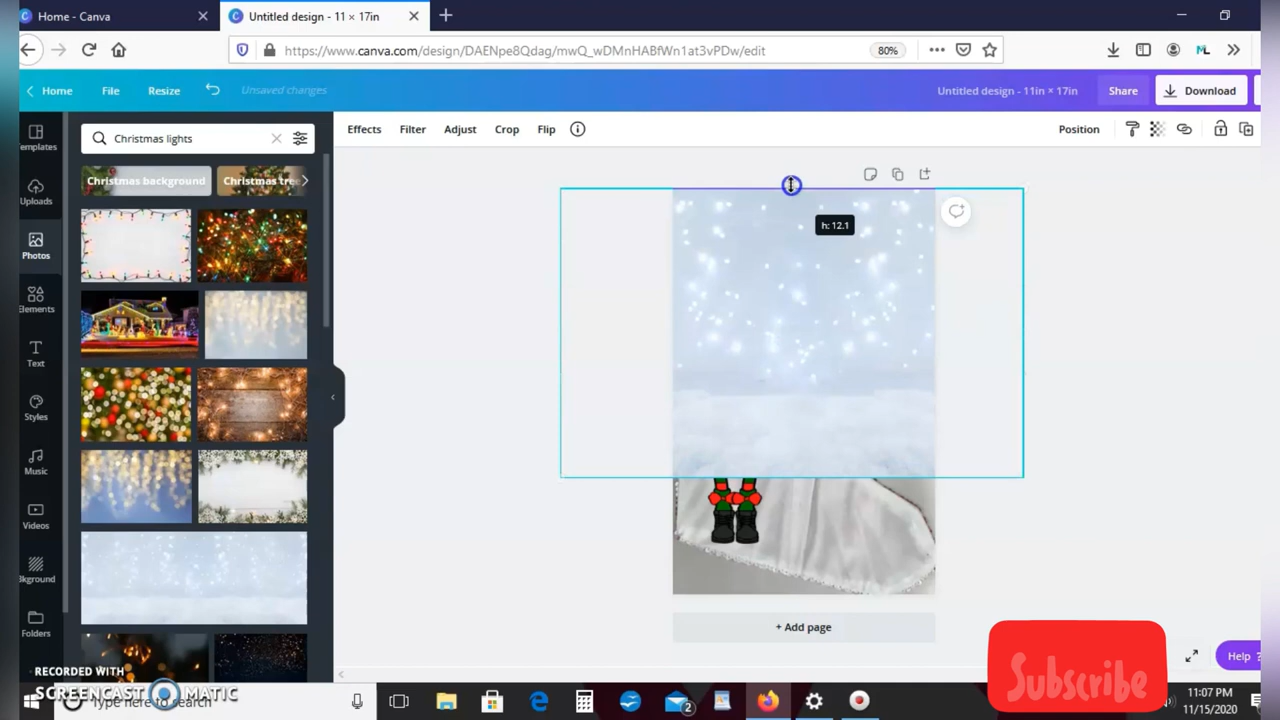 Home - Canva
Untitled design - 11 × 17in
https://www.canva.com/design/DAENpe8Qdag/mwQ_wDMnHABfWn1at3vPDw/edit
80%
Home
File
Resize
Unsaved changes
Untitled design - 11in × 17in
Share
Download
Templates
Christmas lights
Effects
Filter
Adjust
Crop
Flip
Position
Christmas background
Christmas tree
Uploads
Photos
h: 12.1
Elements
Text
Styles
Music
Videos
Bkground
Folders
+ Add page
Help ?
Subscribe
RECORDED WITH
SCREENCAST MATIC
Type here to search
2
11:07 PM
11/15/2020